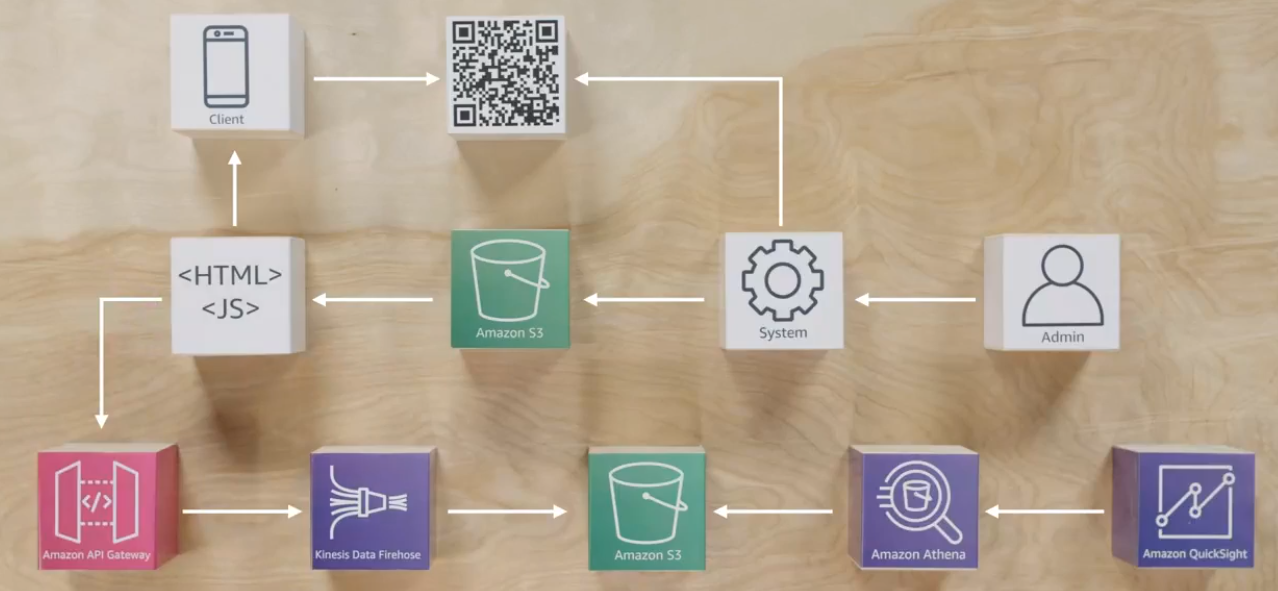 Client
<HTML>
<JS>
Amazon S3
System
Admin
</>
Amazon API Gateway
Kinesis Data Firehose
Amazon S3
Amazon Athena
Amazon QuickSight